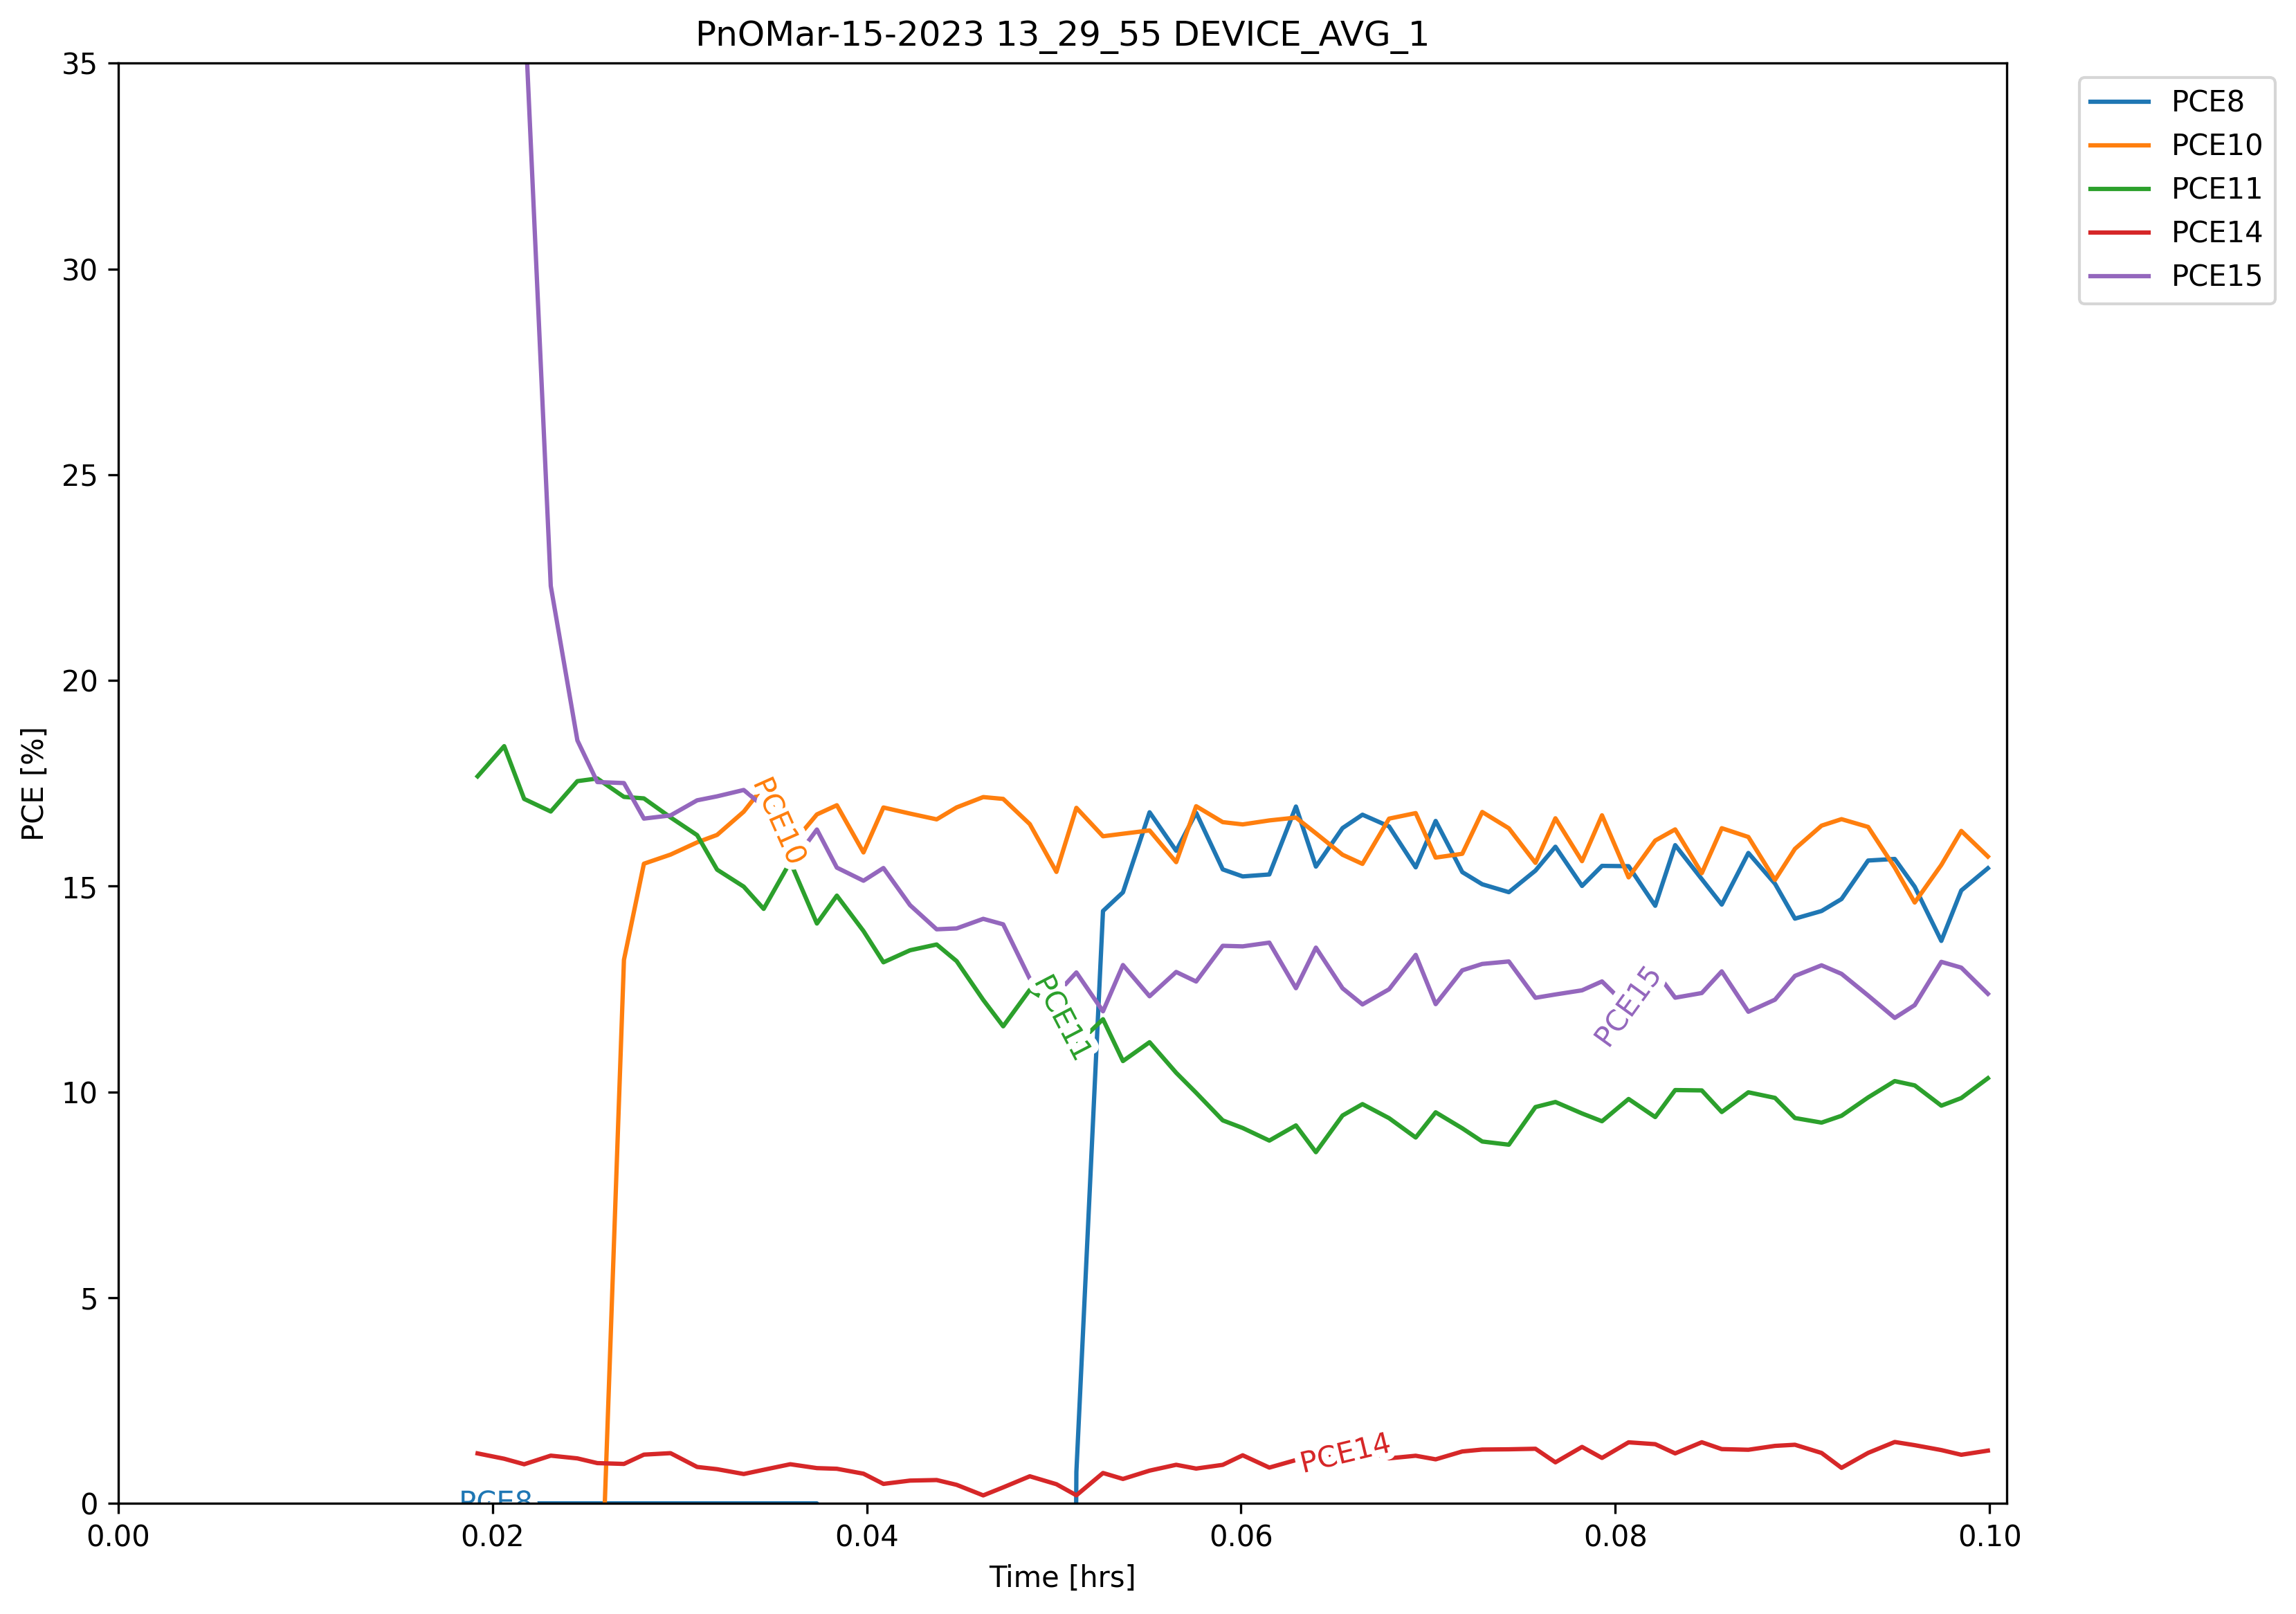 PnOMar-15-2023 13_29_55 DEVICE_AVG_1
35
30
25
20
15
10
5
0
PCE [%]
0.00
0.02
0.04
0.06
0.08
0.10
Time [hrs]
PCE8
PCE10
PCE11
PCE14
PCE15
PCE10
PCE11
PCE15
PCE14
PCE8